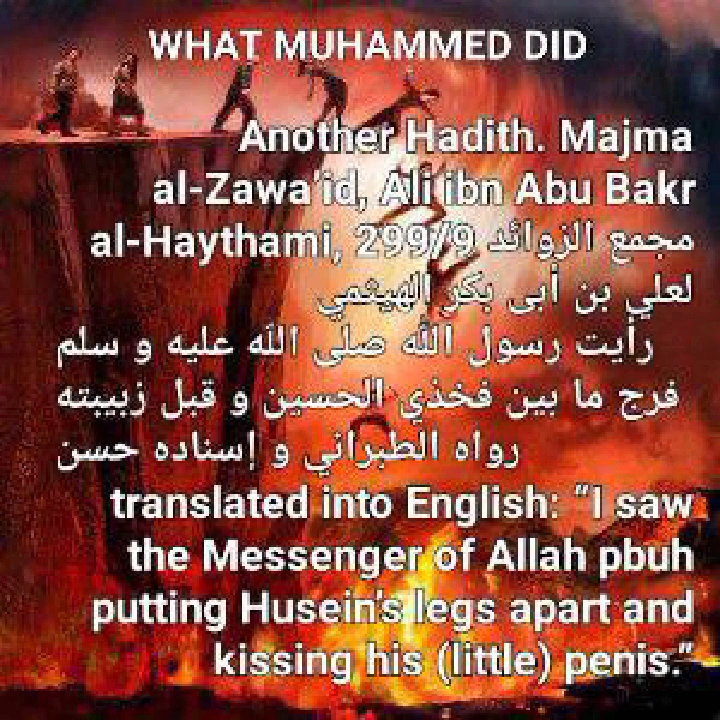 WHAT MUHAMMED DID
Another Hadith. Majma
al-Zawa'id, Ali ibn Abu Bakr
al-Haythami, 299/9 مجمع الزوائد
لعلي بن أبى بكر الهيثمي
رأيت رسول الله صلى الله عليه و سلم
فرج ما بين فخذي الحسين و قبل زبيبته
رواه الطبراني و إسناده حسن
translated into English: “I saw
the Messenger of Allah pbuh
putting Husein's legs apart and
kissing his (little) penis.”